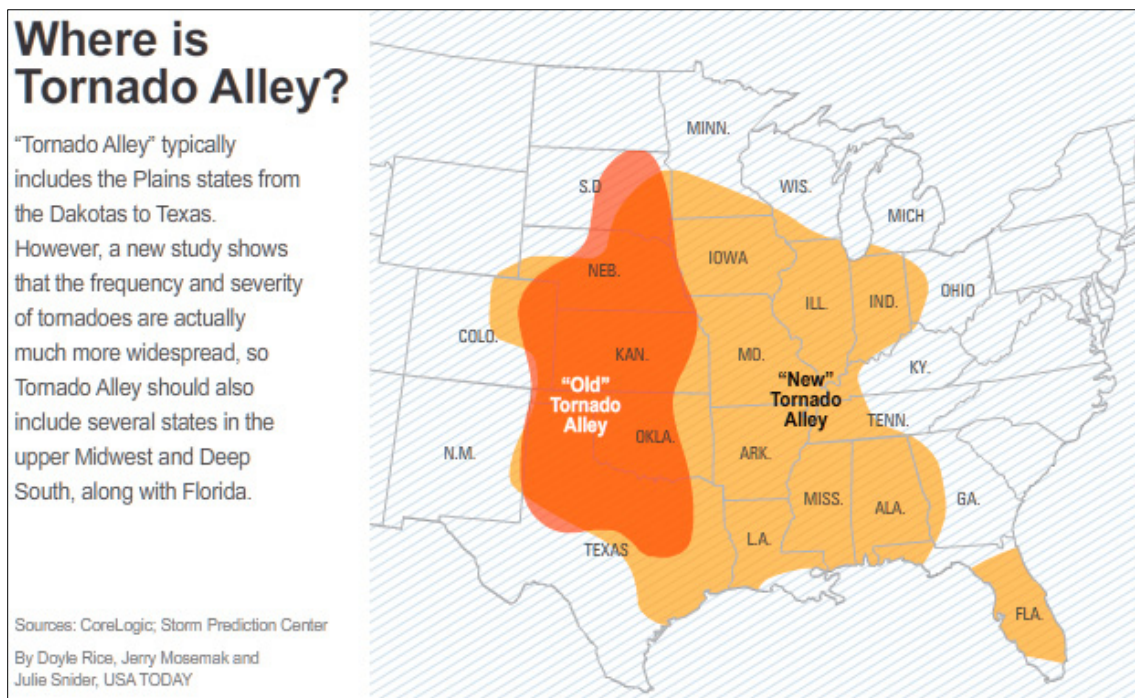 Where is
Tornado Alley?
“Tornado Alley” typically
includes the Plains states from
the Dakotas to Texas.
However, a new study shows
that the frequency and severity
of tornadoes are actually
much more widespread, so
Tornado Alley should also
include several states in the
upper Midwest and Deep
South, along with Florida.
Sources: CoreLogic; Storm Prediction Center
By Doyle Rice, Jerry Mosemak and
Julie Snider, USA TODAY
MINN.
S.D
WIS.
MICH
NEB.
IOWA
ILL.
IND.
OHIO
COLO.
KAN.
MO.
KY.
“Old”
Tornado
Alley
“New”
Tornado
Alley
TENN.
N.M.
OKLA.
ARK.
MISS.
ALA.
GA.
TEXAS
L.A.
FLA.